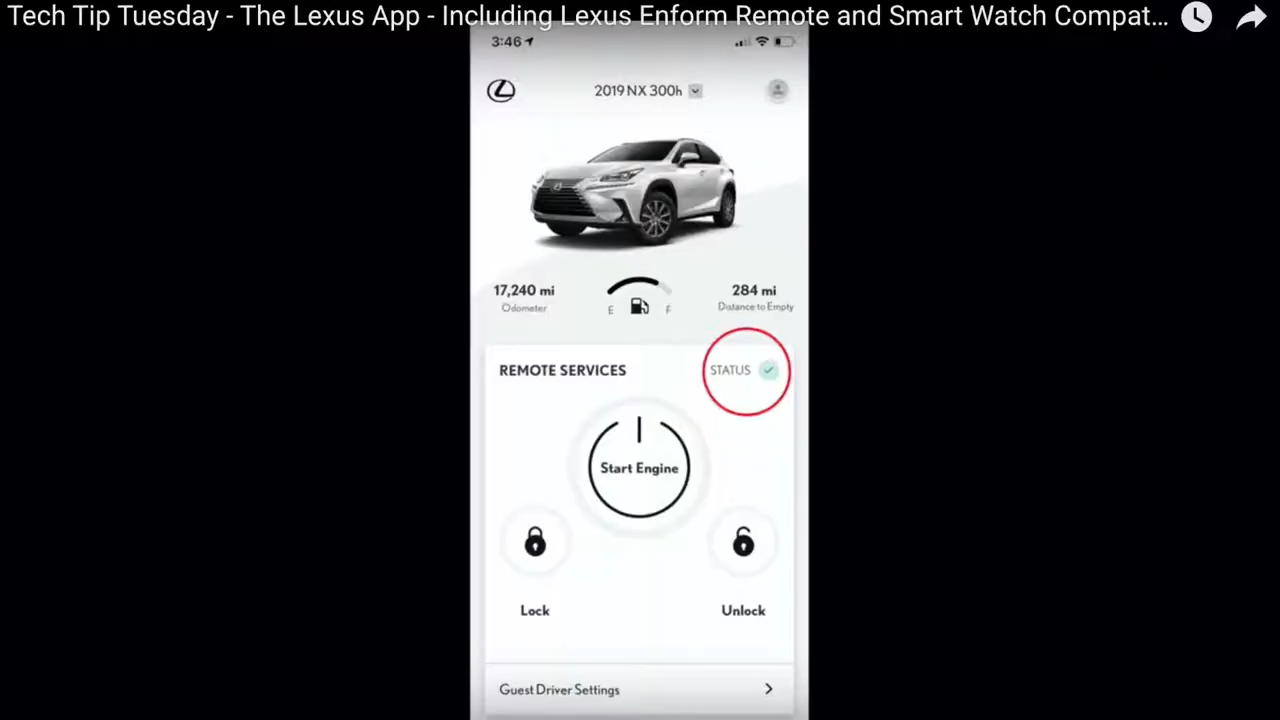 Tech Tip Tuesday - The Lexus App - Including Lexus Enform Remote and Smart Watch Compat...
3:46
2019 NX 300h
17,240 mi
Odometer
E F
284 mi
Distance to Empty
REMOTE SERVICES
STATUS
Start Engine
Lock
Unlock
Guest Driver Settings